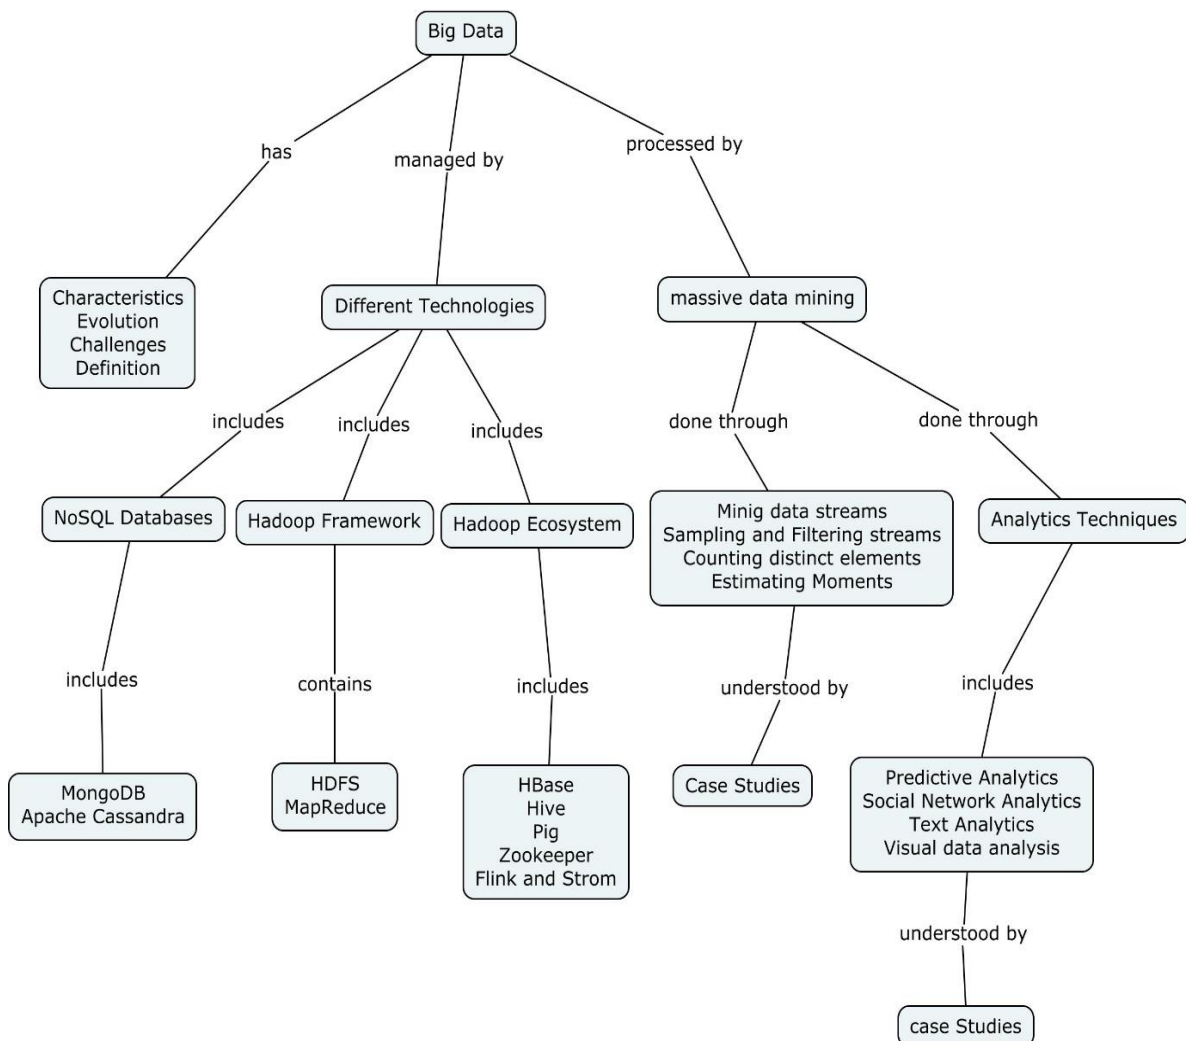 Big Data
has
managed by
processed by
Characteristics
Evolution
Challenges
Definition
Different Technologies
massive data mining
includes
includes
includes
done through
done through
NoSQL Databases
Hadoop Framework
Hadoop Ecosystem
Minig data streams
Sampling and Filtering streams
Counting distinct elements
Estimating Moments
Analytics Techniques
includes
contains
includes
understood by
includes
MongoDB
Apache Cassandra
HDFS
MapReduce
HBase
Hive
Pig
Zookeeper
Flink and Strom
Case Studies
Predictive Analytics
Social Network Analytics
Text Analytics
Visual data analysis
understood by
case Studies